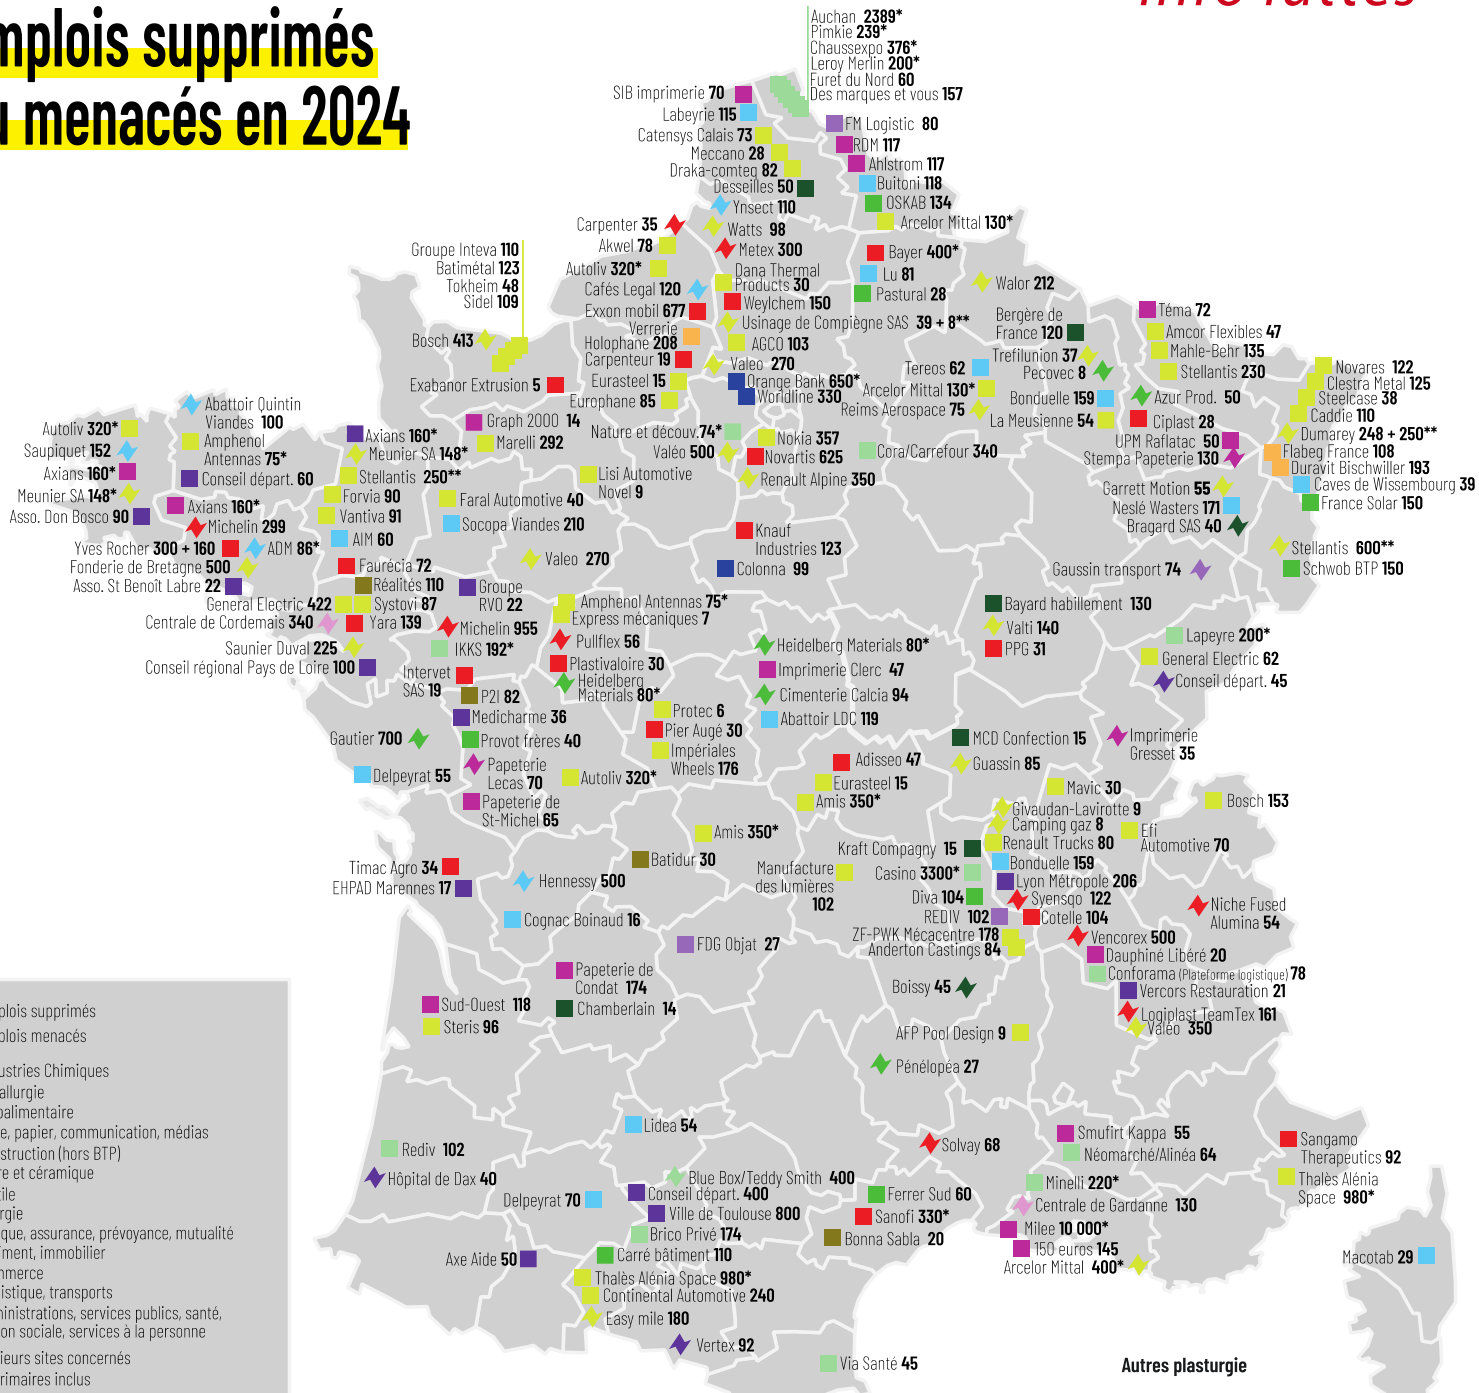 mplois supprimés
u menacés en 2024
Auchan 2389*
Pimkie 239*
Chaussexpo 376*
Leroy Merlin 200*
Furet du Nord 60
Des marques et vous 157
SIB imprimerie 70
Labeyrie 115
Catensys Calais 73
Meccano 28
Draka-comteq 82
Desseilles 50
FM Logistic 80
RDM 117
Ahlstrom 117
Buitoni 118
OSKAB 134
Arcelor Mittal 130*
Ynsect 110
Watts 98
Metex 300
Carpenter 35
Akwel 78
Autoliv 320*
Cafés Legal 120
Exxon mobil 677
Verrerie
Holophane 208
Carpenteur 19
Eurasteel 15
Europhane 85
Dana Thermal
Products 30
Weylchem 150
Usinage de Compiègne SAS 39 + 8**
AGCO 103
Valeo 270
Orange Bank 650*
Worldline 330
Bayer 400*
Lu 81
Pastural 28
Walor 212
Groupe Inteva 110
Batimétal 123
Tokheim 48
Sidel 109
Bosch 413
Exabanor Extrusion 5
Graph 2000 14
Marelli 292
Bergère de
France 120
Trefilunion 37
Pecovec 8
Tereos 62
Arcelor Mittal 130*
Reims Aerospace 75
Bonduelle 159
La Meusienne 54
Téma 72
Amcor Flexibles 47
Mahle-Behr 135
Stellantis 230
Azur Prod. 50
Ciplast 28
UPM Raflatac 50
Stempa Papeterie 130
Garrett Motion 55
Neslé Wasters 171
Bragard SAS 40
Novares 122
Clestra Metal 125
Steelcase 38
Caddie 110
Dumarey 248 + 250**
Flabeg France 108
Duravit Bischwiller 193
Caves de Wissembourg 39
France Solar 150
Stellantis 600**
Schwob BTP 150
Gaussin transport 74
Abattoir Quintin
Viandes 100
Autoliv 320*
Saupiquet 152
Axians 160*
Meunier SA 148*
Asso. Don Bosco 90
Amphenol
Antennas 75*
Conseil départ. 60
Axians 160*
Michelin 299
Yves Rocher 300 + 160
ADM 86*
Fonderie de Bretagne 500
Asso. St Benoît Labre 22
Axians 160*
Meunier SA 148*
Stellantis 250**
Forvia 90
Vantiva 91
AIM 60
Faurécia 72
Réalités 110
General Electric 422
Systovi 87
Centrale de Cordemais 340
Yara 139
Saunier Duval 225
Conseil régional Pays de Loire 100
Faral Automotive 40
Socopa Viandes 210
Lisi Automotive
Novel 9
Nature et découv.74*
Valéo 500
Nokia 357
Novartis 625
Renault Alpine 350
Cora/Carrefour 340
Knauf
Industries 123
Colonna 99
Valeo 270
Groupe
RVO 22
Michelin 955
IKKS 192*
Intervet
SAS 19
P2I 82
Medicharme 36
Provot frères 40
Papeterie
Lecas 70
Papeterie de
St-Michel 65
Gautier 700
Delpeyrat 55
Amphenol Antennas 75*
Express mécaniques 7
Pullflex 56
Plastivaloire 30
Heidelberg
Materials 80*
Protec 6
Pier Augé 30
Impériales
Wheels 176
Autoliv 320*
Heidelberg Materials 80*
Imprimerie Clerc 47
Cimenterie Calcia 94
Abattoir LDC 119
Bayard habillement 130
Valti 140
PPG 31
Lapeyre 200*
General Electric 62
Conseil départ. 45
MCD Confection 15
Guassin 85
Imprimerie
Gresset 35
Adisseo 47
Eurasteel 15
Amis 350*
Amis 350*
Batidur 30
Mavic 30
Bosch 153
Givaudan-Lavirotte 9
Camping gaz 8
Renault Trucks 80
Bonduelle 159
Lyon Métropole 206
Syensqo 122
Cotelle 104
Efi
Automotive 70
Kraft Compagny 15
Casino 3300*
Diva 104
REDIV 102
ZF-PWK Mécacentre 178
Anderton Castings 84
Manufacture
des lumières
102
Niche Fused
Alumina 54
Vencorex 500
Dauphiné Libéré 20
Conforama (Plateforme logistique) 78
Vercors Restauration 21
Logiplast TeamTex 161
Valéo 350
Timac Agro 34
EHPAD Marennes 17
Hennessy 500
Cognac Boinaud 16
FDG Objat 27
Papeterie de
Condat 174
Chamberlain 14
Sud-Ouest 118
Steris 96
Boissy 45
AFP Pool Design 9
Pénélopéa 27
Lidea 54
Rediv 102
Hôpital de Dax 40
Delpeyrat 70
Axe Aide 50
Blue Box/Teddy Smith 400
Conseil départ. 400
Ville de Toulouse 800
Brico Privé 174
Carré bâtiment 110
Thalès Alénia Space 980*
Continental Automotive 240
Easy mile 180
Vertex 92
Solvay 68
Ferrer Sud 60
Sanofi 330*
Bonna Sabla 20
Via Santé 45
Smufirt Kappa 55
Néomarché/Alinéa 64
Minelli 220*
Centrale de Gardanne 130
Milee 10 000*
150 euros 145
Arcelor Mittal 400*
Sangamo
Therapeutics 92
Thalès Alénia
Space 980*
Macotab 29
Autres plasturgie
plois supprimés
plois menacés
ustries Chimiques
allurgie
oalimentaire
e, papier, communication, médias
struction (hors BTP)
re et céramique
tile
rgie
que, assurance, prévoyance, mutualité
iment, immobilier
mmerce
istique, transports
ministrations, services publics, santé,
on sociale, services à la personne
ieurs sites concernés
rimaires inclus